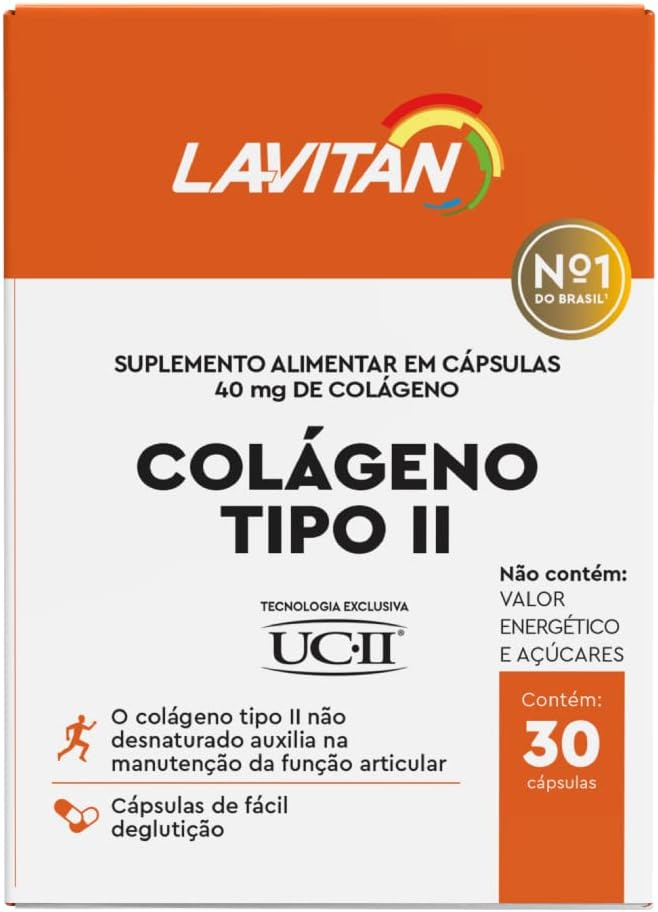 LAVITAN
Nº1
DO BRASIL¹
SUPLEMENTO ALIMENTAR EM CÁPSULAS
40 mg DE COLÁGENO
COLÁGENO
TIPO II
Não contém:
VALOR
ENERGÉTICO
E AÇÚCARES
TECNOLOGIA EXCLUSIVA
UC·II®
O colágeno tipo II não
desnaturado auxilia na
manutenção da função articular
Cápsulas de fácil
deglutição
Contém:
30
cápsulas